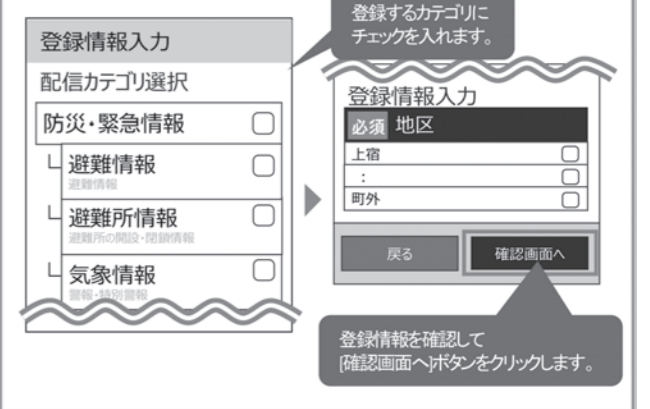 登録するカテゴリに
チェックを入れます。
登録情報入力
配信カテゴリ選択
防災・緊急情報
避難情報
避難情報
避難所情報
避難所の開設・閉鎖情報
気象情報
警報・特別警報
登録情報入力
必須 地区
上宿
:
町外
戻る
確認画面へ
登録情報を確認して
[確認画面へ]ボタンをクリックします。